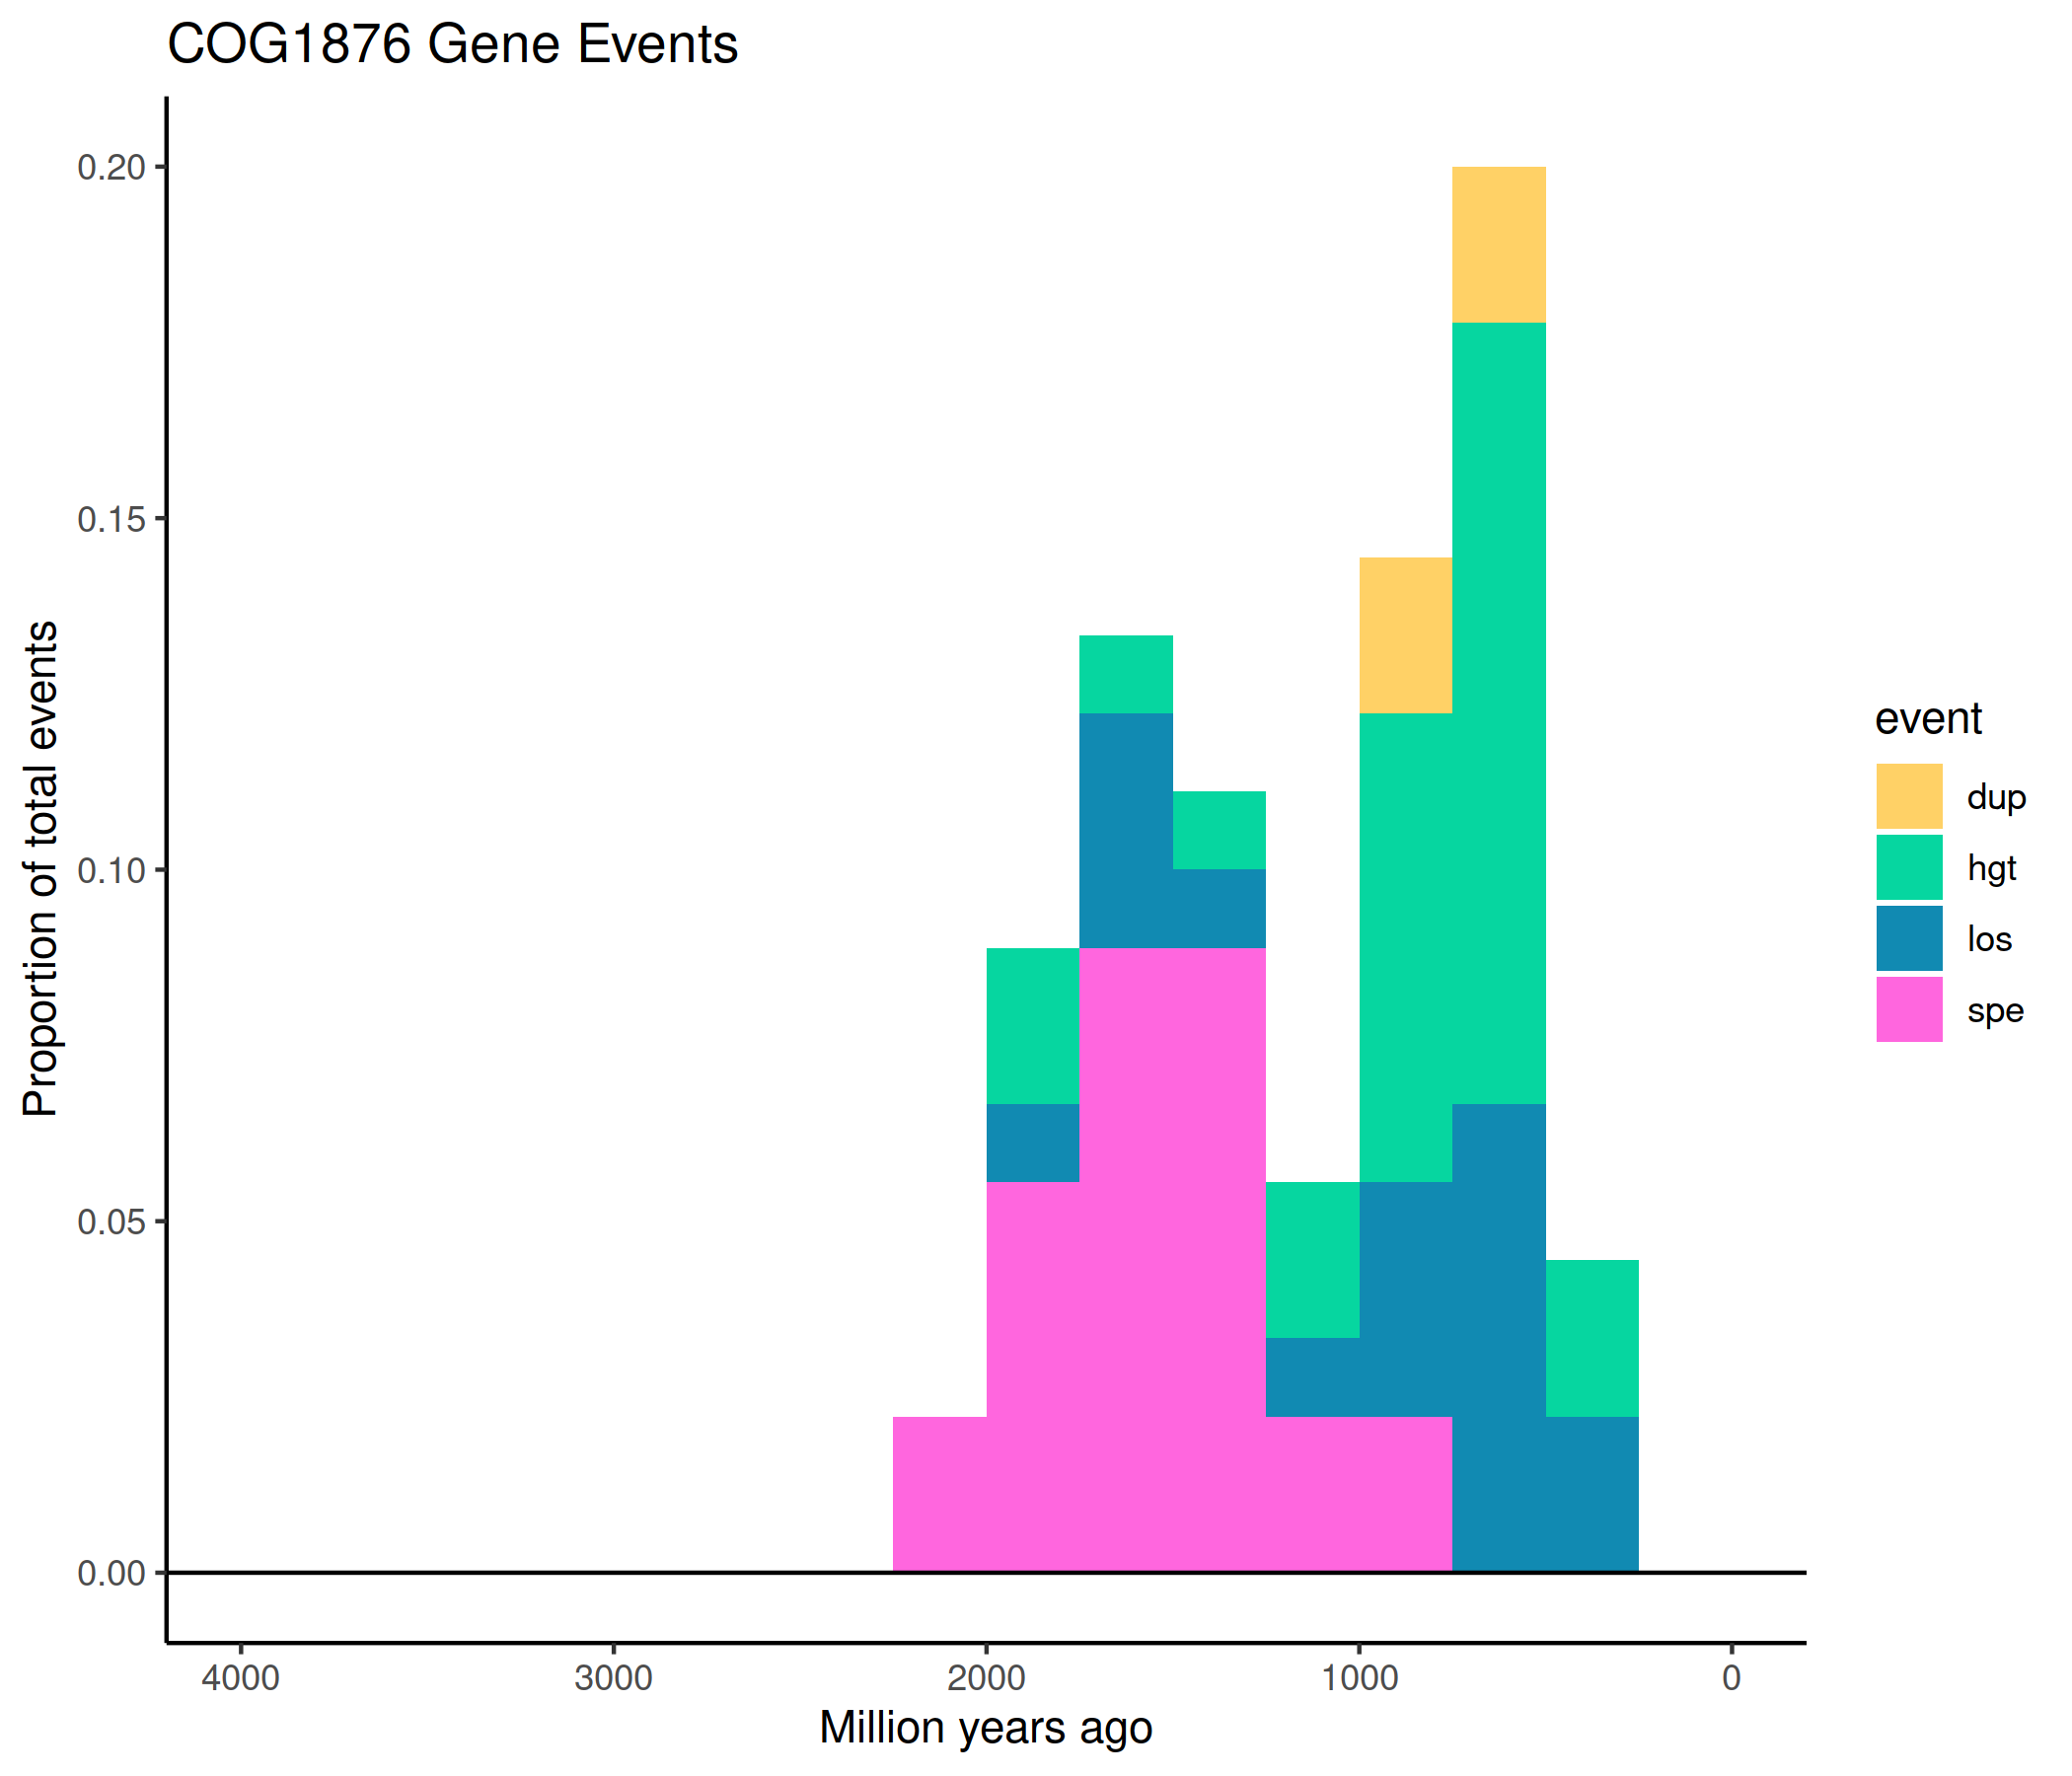 COG1876 Gene Events
Proportion of total events
0.20
0.15
0.10
0.05
0.00
4000 3000 2000 1000 0
Million years ago
event
dup
hgt
los
spe